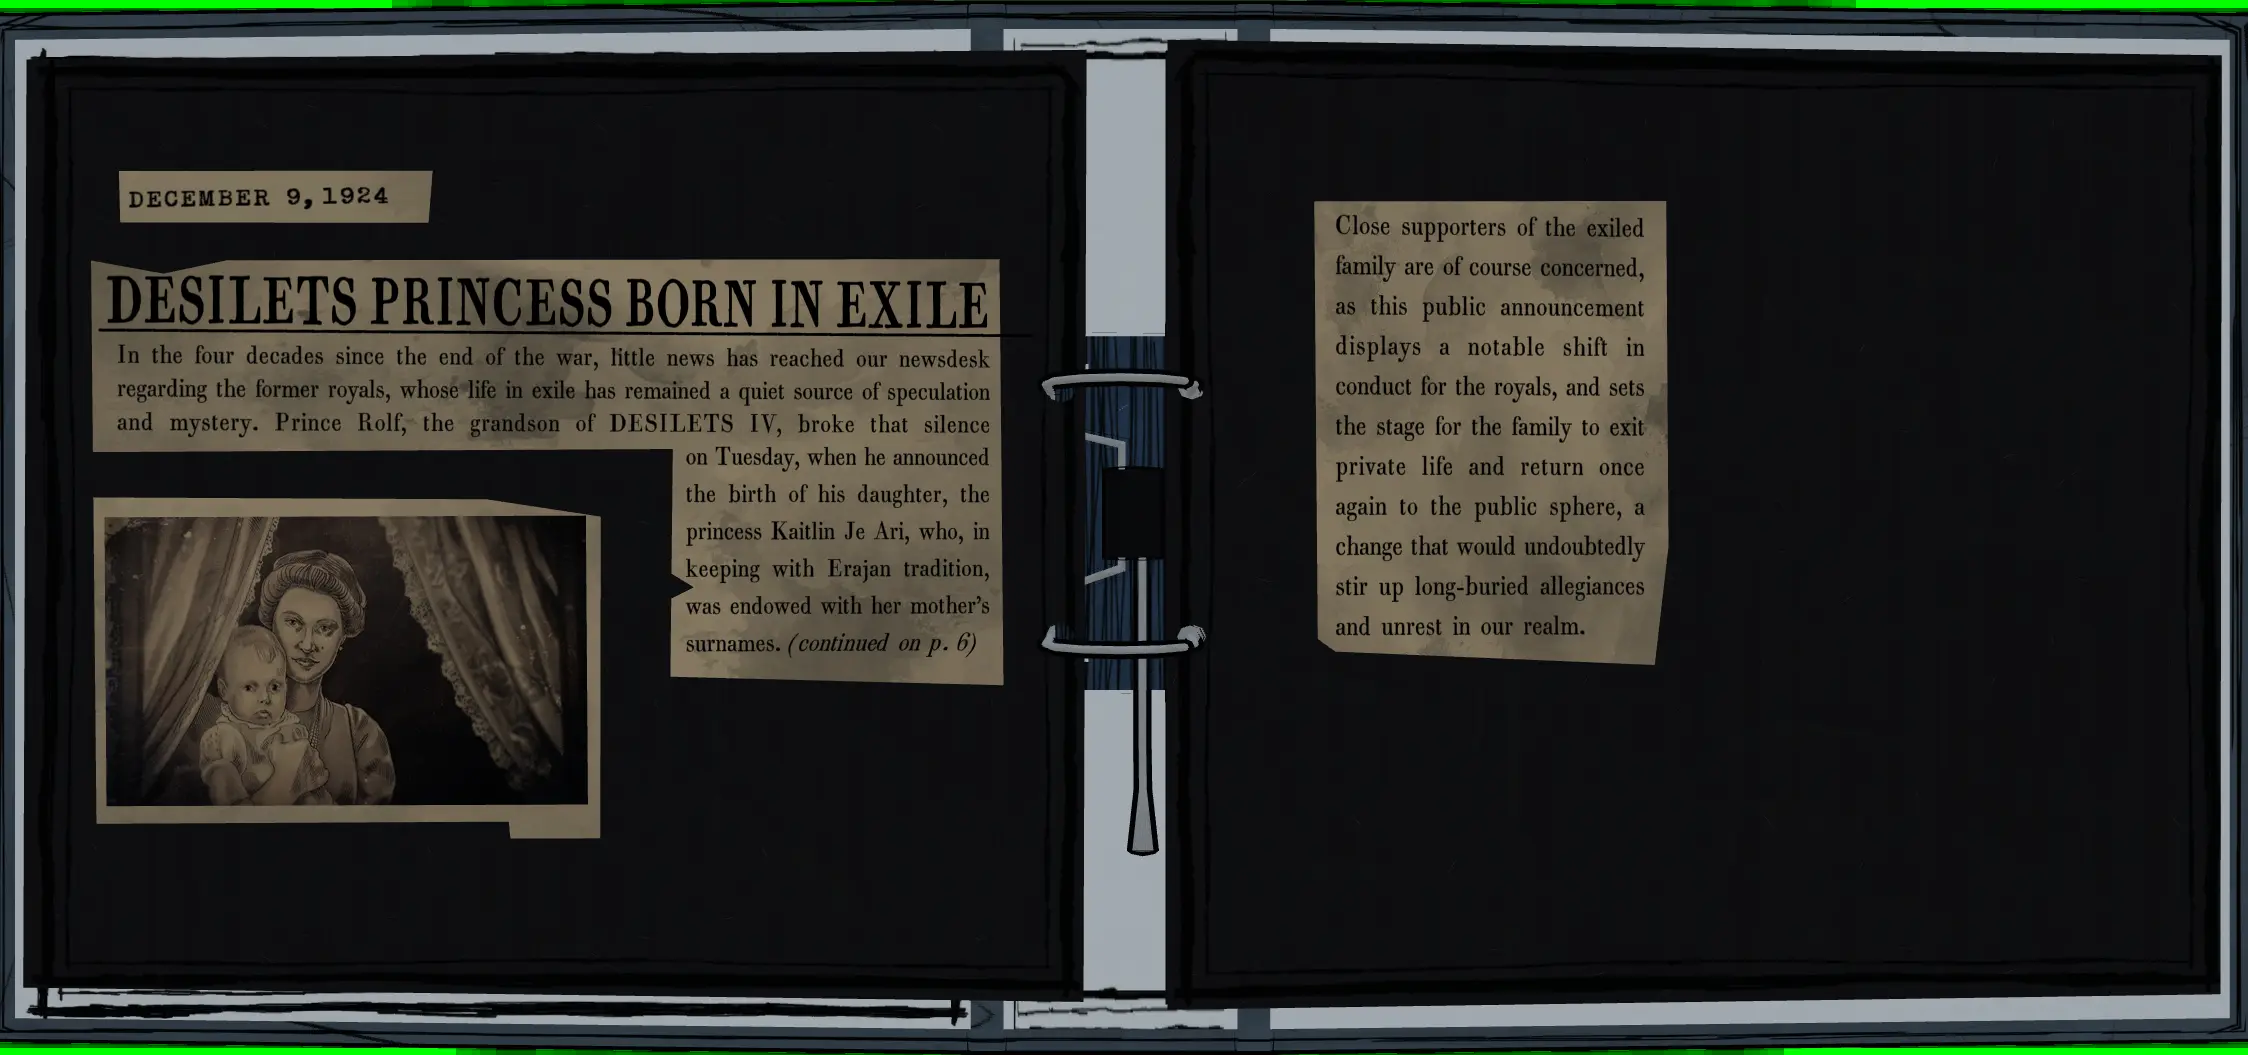 DECEMBER 9, 1924
DESILETS PRINCESS BORN IN EXILE
In the four decades since the end of the war, little news has reached our newsdesk
regarding the former royals, whose life in exile has remained a quiet source of speculation
and mystery. Prince Rolf, the grandson of DESILETS IV, broke that silence
on Tuesday, when he announced
the birth of his daughter, the
princess Kaitlin Je Ari, who, in
keeping with Erajan tradition,
was endowed with her mother's
surnames. (continued on p. 6)
Close supporters of the exiled
family are of course concerned,
as this public announcement
displays a notable shift in
conduct for the royals, and sets
the stage for the family to exit
private life and return once
again to the public sphere, a
change that would undoubtedly
stir up long-buried allegiances
and unrest in our realm.